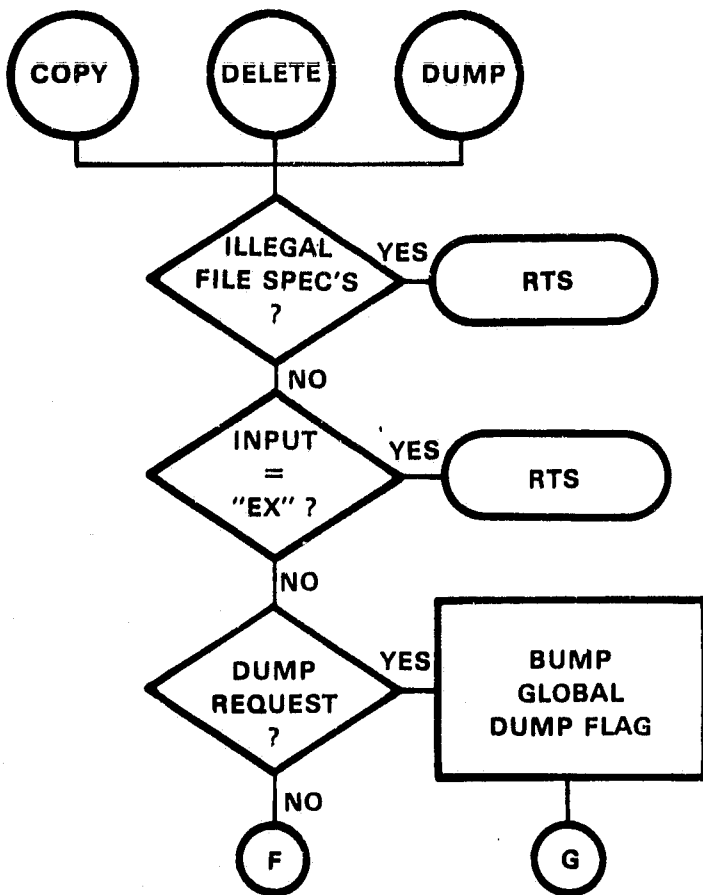 COPY
DELETE
DUMP
ILLEGAL
FILE SPEC'S
?
YES
RTS
NO
INPUT
=
"EX" ?
YES
RTS
NO
DUMP
REQUEST
?
YES
BUMP
GLOBAL
DUMP FLAG
NO
F
G